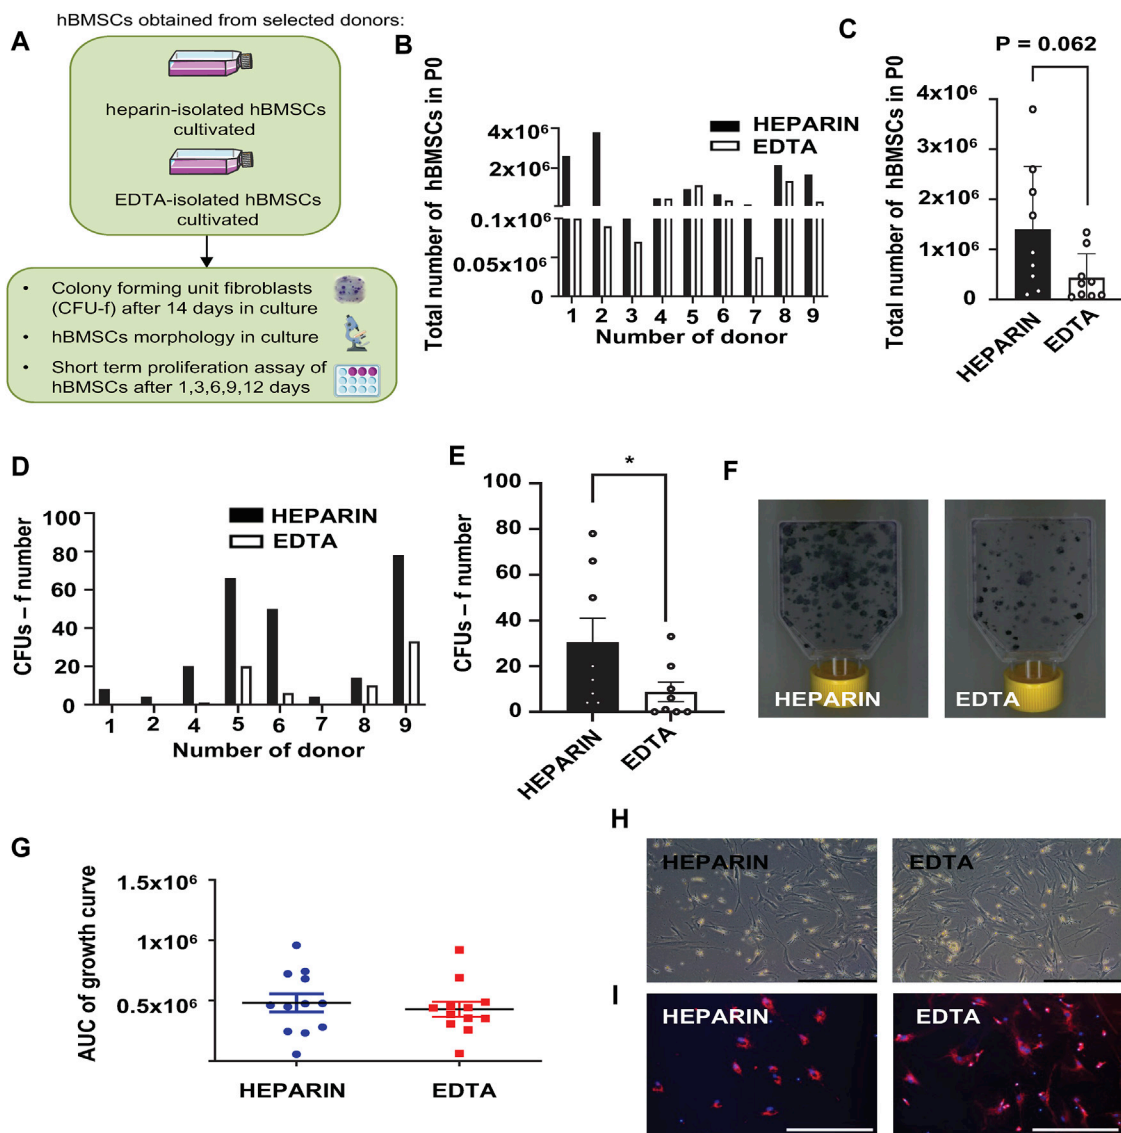 hBMSCs obtained from selected donors:
A
heparin-isolated hBMSCs
cultivated
EDTA-isolated hBMSCs
cultivated
• Colony forming unit fibroblasts
(CFU-f) after 14 days in culture
• hBMSCs morphology in culture
• Short term proliferation assay of
hBMSCs after 1,3,6,9,12 days
B
Total number of hBMSCs in P0
4x10⁶
2x10⁶
0.1x10⁶
0.05x10⁶
0
HEPARIN
EDTA
1 2 3 4 5 6 7 8 9
Number of donor
C
P = 0.062
Total number of hBMSCs in P0
4x10⁶
3x10⁶
2x10⁶
1x10⁶
0
HEPARIN
EDTA
D
CFUs – f number
100
80
60
40
20
0
HEPARIN
EDTA
1 2 4 5 6 7 8 9
Number of donor
E
*
CFUs – f number
100
80
60
40
20
0
HEPARIN
EDTA
F
HEPARIN
EDTA
G
AUC of growth curve
1.5x10⁶
1x10⁶
0.5x10⁶
HEPARIN
EDTA
H
HEPARIN
EDTA
I
HEPARIN
EDTA